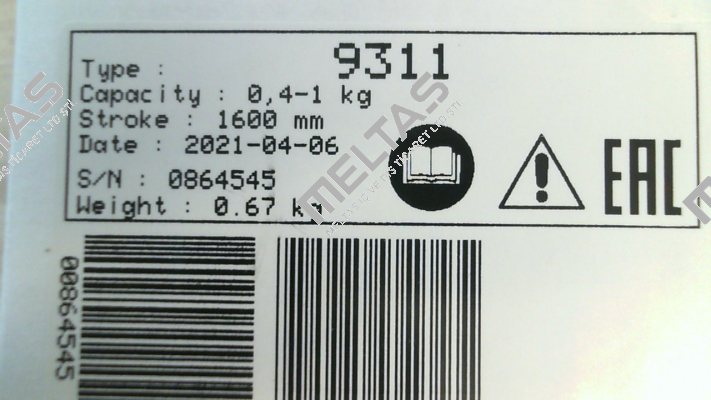 Type : 9311
Capacity : 0,4-1 kg
Stroke : 1600 mm
Date : 2021-04-06
S/N : 0864545
Weight : 0.67 kg
EAC
00864545
MELTAS